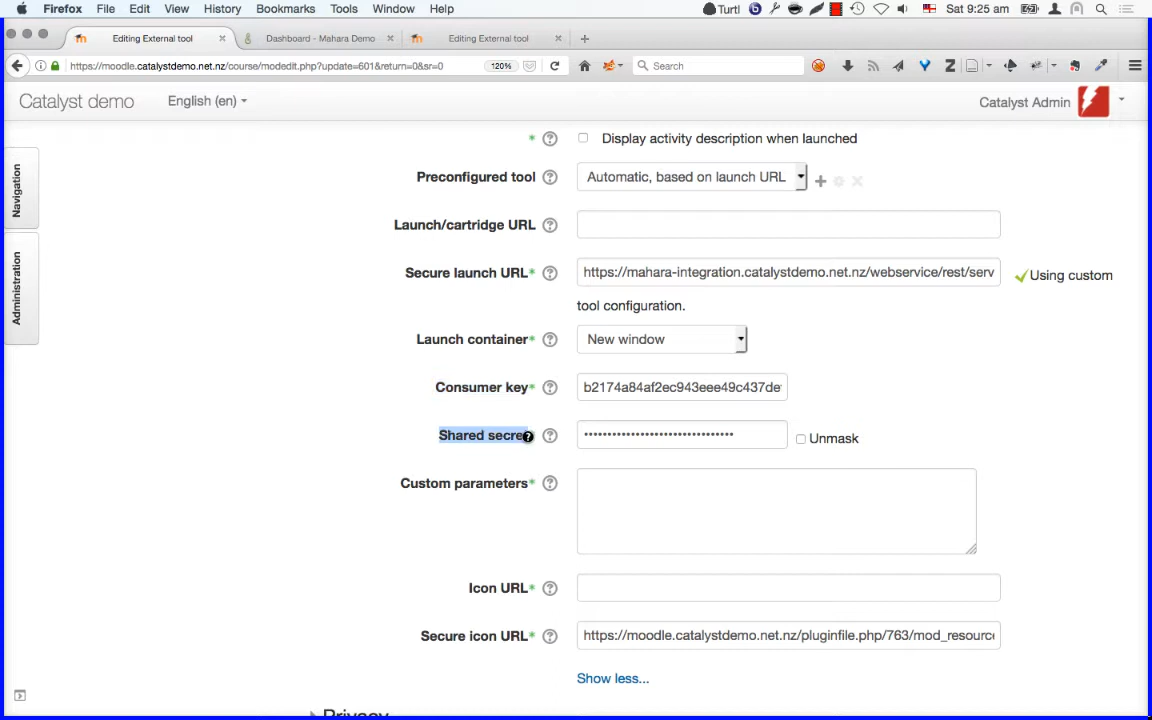 Firefox File Edit View History Bookmarks Tools Window Help Turtl Sat 9:25 am
Editing External tool Dashboard - Mahara Demo Editing External tool
https://moodle.catalystdemo.net.nz/course/modedit.php?update=601&return=0&sr=0 120% Search
Catalyst demo English (en) Catalyst Admin
Navigation
Administration
* Display activity description when launched
Preconfigured tool Automatic, based on launch URL
Launch/cartridge URL
Secure launch URL* https://mahara-integration.catalystdemo.net.nz/webservice/rest/serv Using custom
tool configuration.
Launch container* New window
Consumer key* b2174a84af2ec943eee49c437de
Shared secre •••••••••••••••••••••••••••••••• Unmask
Custom parameters*
Icon URL*
Secure icon URL* https://moodle.catalystdemo.net.nz/pluginfile.php/763/mod_resource
Show less...
Privacy